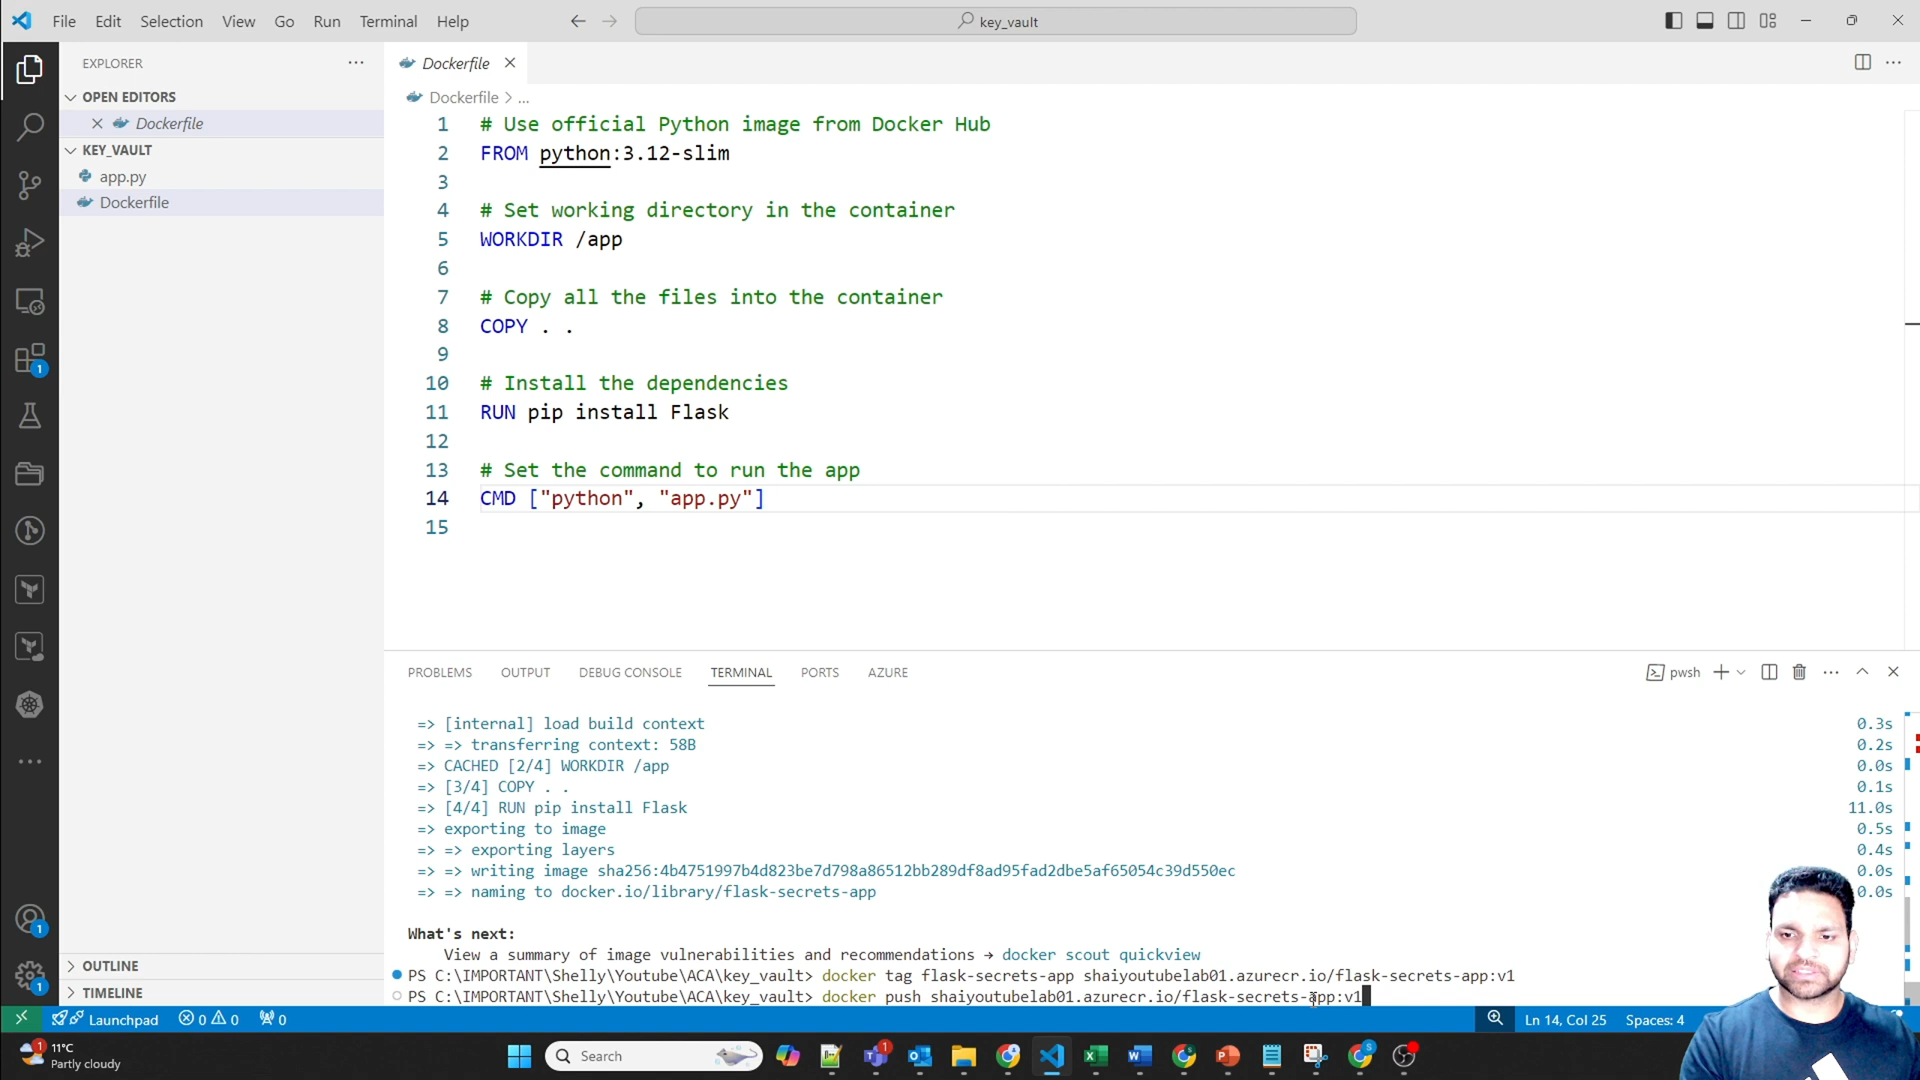 File Edit Selection View Go Run Terminal Help
key_vault
EXPLORER
OPEN EDITORS
Dockerfile
KEY_VAULT
app.py
Dockerfile
OUTLINE
TIMELINE
Dockerfile
Dockerfile > ...
1 # Use official Python image from Docker Hub
2 FROM python:3.12-slim
3
4 # Set working directory in the container
5 WORKDIR /app
6
7 # Copy all the files into the container
8 COPY . .
9
10 # Install the dependencies
11 RUN pip install Flask
12
13 # Set the command to run the app
14 CMD ["python", "app.py"]
15
PROBLEMS OUTPUT DEBUG CONSOLE TERMINAL PORTS AZURE
pwsh
=> [internal] load build context 0.3s
=> => transferring context: 58B 0.2s
=> CACHED [2/4] WORKDIR /app 0.0s
=> [3/4] COPY . . 0.1s
=> [4/4] RUN pip install Flask 11.0s
=> exporting to image 0.5s
=> => exporting layers 0.4s
=> => writing image sha256:4b4751997b4d823be7d798a86512bb289df8ad95fad2dbe5af65054c39d550ec 0.0s
=> => naming to docker.io/library/flask-secrets-app 0.0s
What's next:
View a summary of image vulnerabilities and recommendations → docker scout quickview
PS C:\IMPORTANT\Shelly\Youtube\ACA\key_vault> docker tag flask-secrets-app shaiyoutubelab01.azurecr.io/flask-secrets-app:v1
PS C:\IMPORTANT\Shelly\Youtube\ACA\key_vault> docker push shaiyoutubelab01.azurecr.io/flask-secrets-app:v1
Launchpad 0 0 0
Ln 14, Col 25 Spaces: 4
11°C
Partly cloudy
Search